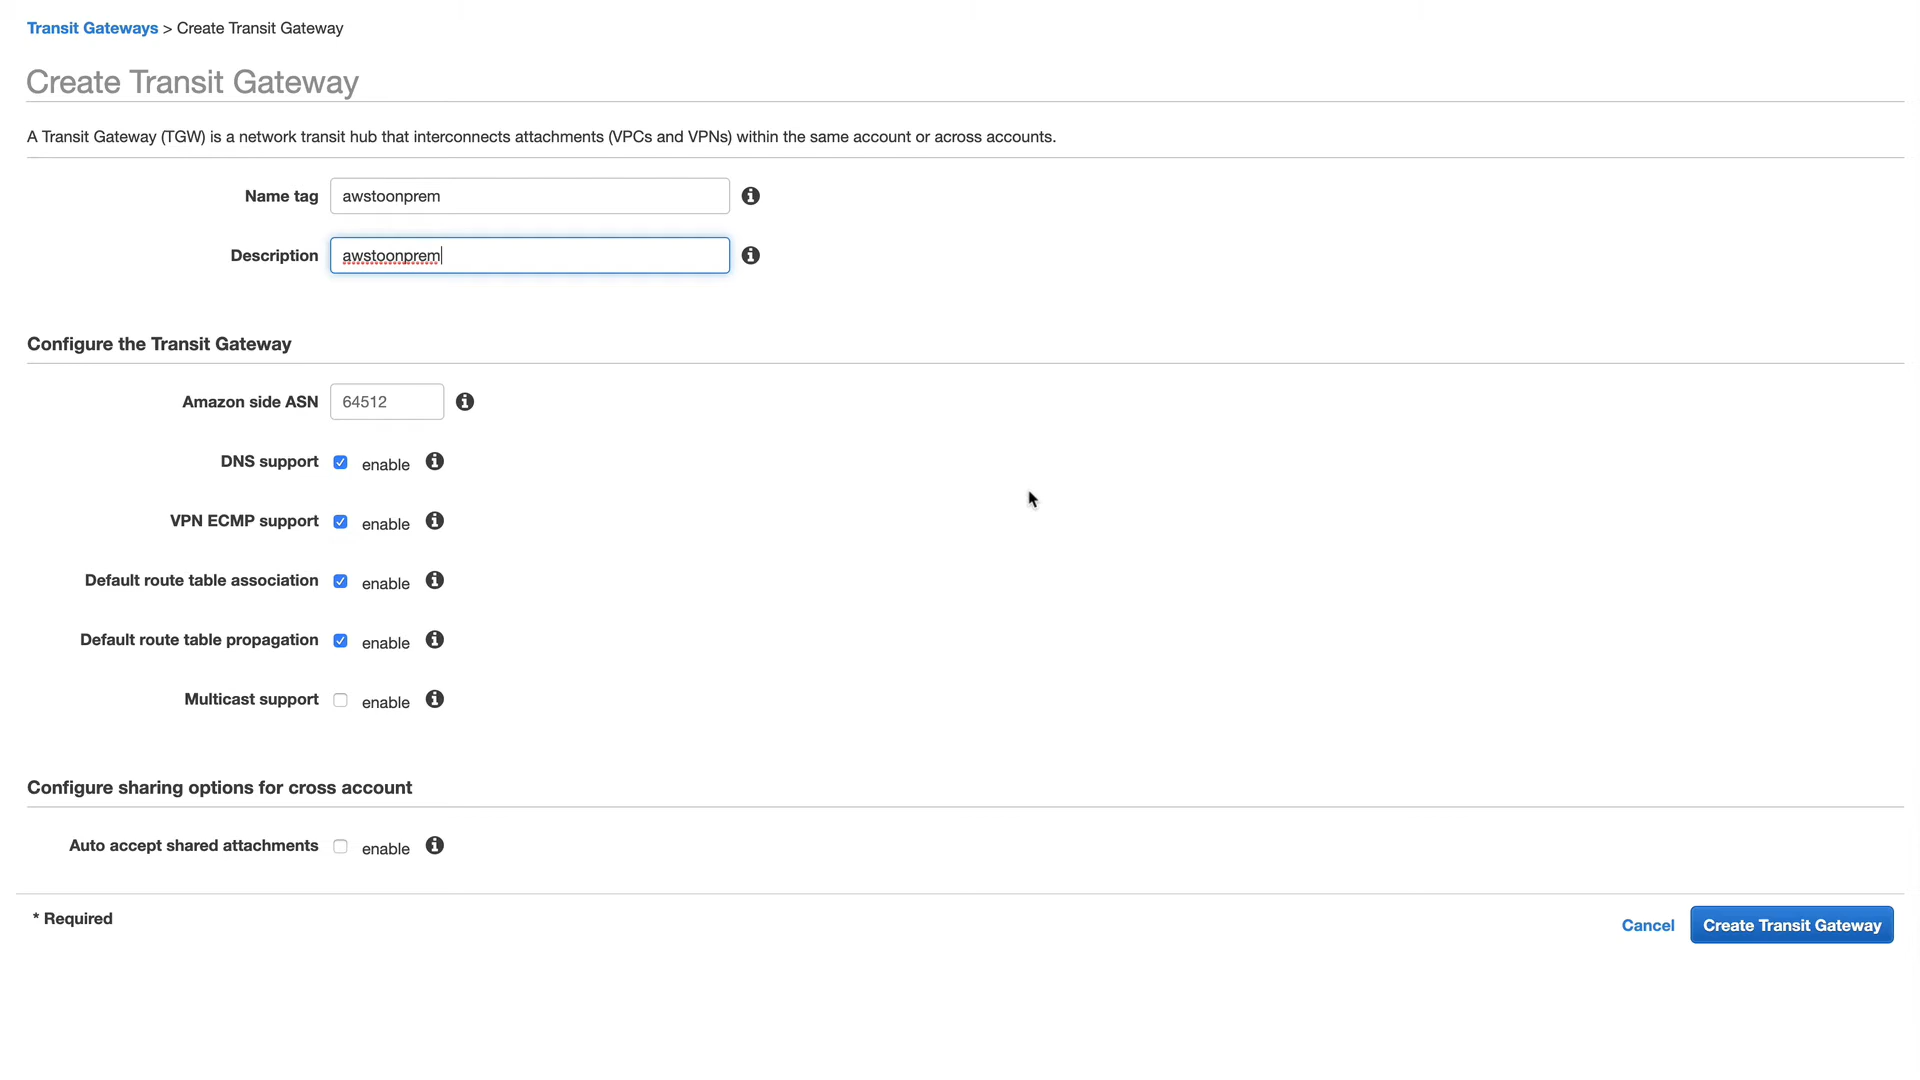 Transit Gateways > Create Transit Gateway
Create Transit Gateway
A Transit Gateway (TGW) is a network transit hub that interconnects attachments (VPCs and VPNs) within the same account or across accounts.
Name tag awstoonprem
Description awstoonprem
Configure the Transit Gateway
Amazon side ASN 64512
DNS support enable
VPN ECMP support enable
Default route table association enable
Default route table propagation enable
Multicast support enable
Configure sharing options for cross account
Auto accept shared attachments enable
* Required
Cancel Create Transit Gateway